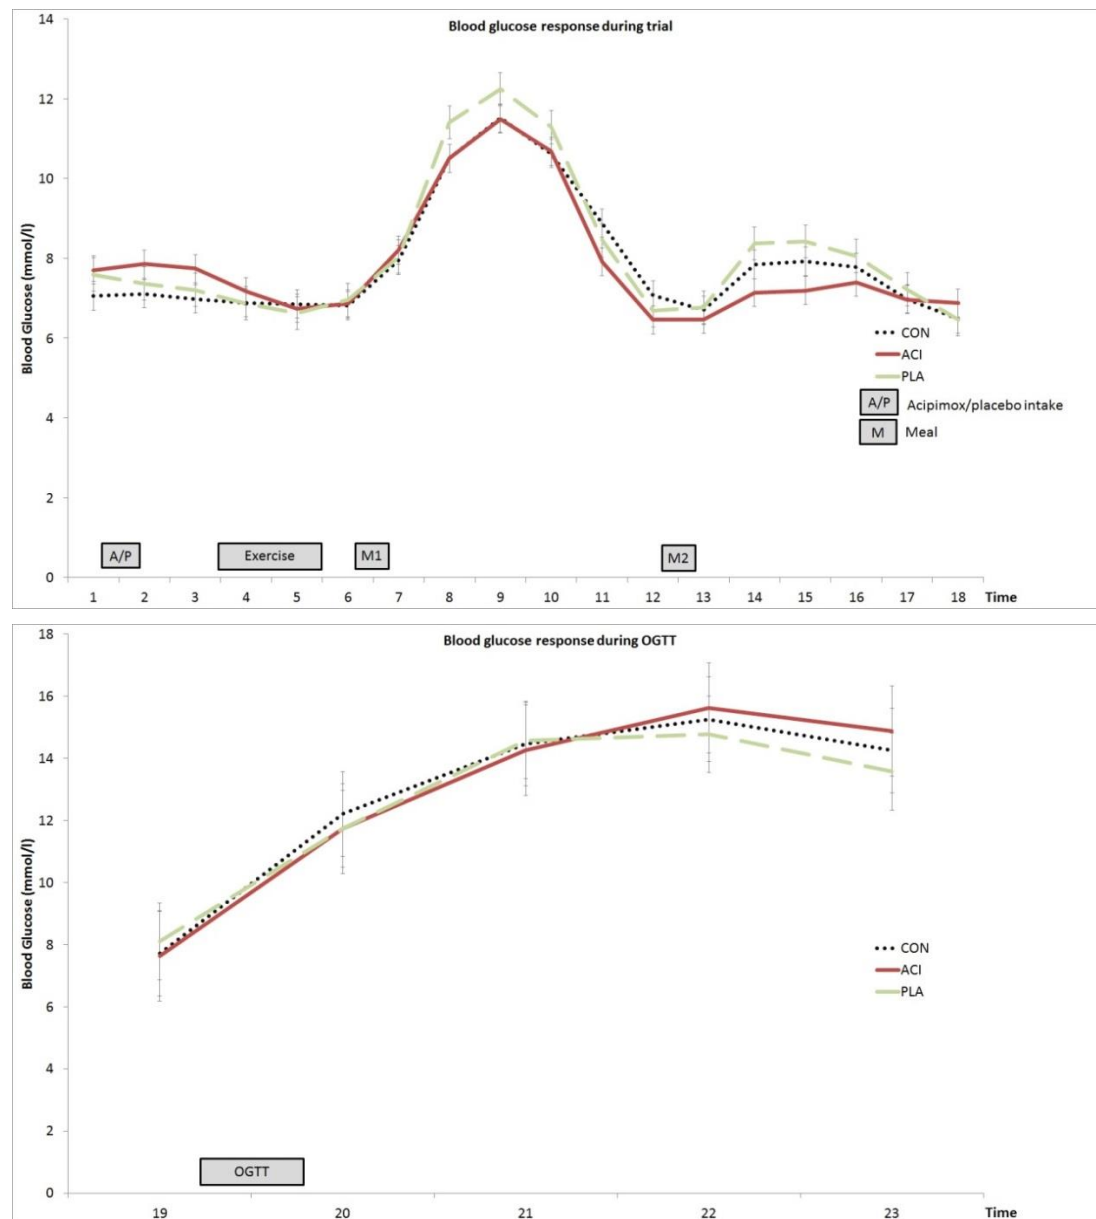 Blood glucose response during trial
Blood Glucose (mmol/l)
14
12
10
8
6
4
2
0
CON
ACI
PLA
A/P Acipimox/placebo intake
M Meal
A/P Exercise M1 M2
1 2 3 4 5 6 7 8 9 10 11 12 13 14 15 16 17 18 Time
Blood glucose response during OGTT
Blood Glucose (mmol/l)
18
16
14
12
10
8
6
4
2
0
CON
ACI
PLA
OGTT
19 20 21 22 23 Time